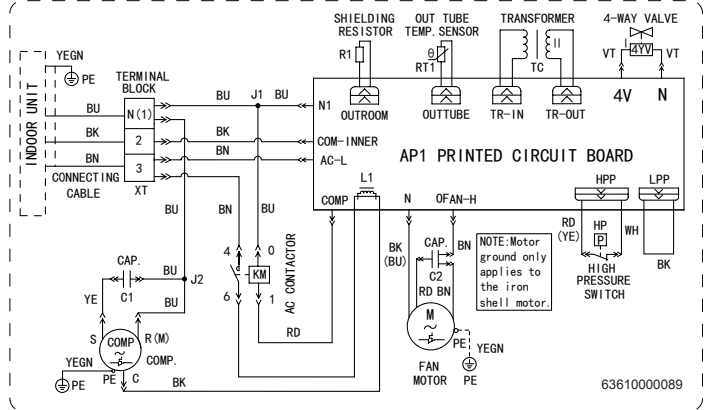 SHIELDING RESISTOR
OUT TUBE TEMP. SENSOR
TRANSFORMER
4-WAY VALVE
YEGN
PE
R1
θ
RT1
II
TC
VT
I
4YV
VT
INDOOR UNIT
TERMINAL BLOCK
BU
N(1)
BU
J1
BU
N1
OUTROOM
OUTTUBE
TR-IN
TR-OUT
4V
N
BK
2
BK
COM-INNER
BN
3
BN
AC-L
AP1 PRINTED CIRCUIT BOARD
CONNECTING CABLE
XT
L1
HPP
LPP
COMP
N
OFAN-H
BU
BN
BU
RD (YE)
HP
P
WH
BK
HIGH PRESSURE SWITCH
4
0
KM
6
1
AC CONTACTOR
BK (BU)
CAP.
BN
C2
RD
BN
NOTE:Motor
ground only
applies to
the iron
shell motor.
CAP.
BU
C1
J2
YE
BU
RD
S
COMP
R(M)
COMP.
YEGN
PE
C
PE
BK
M
PE
YEGN
FAN MOTOR
PE
63610000089